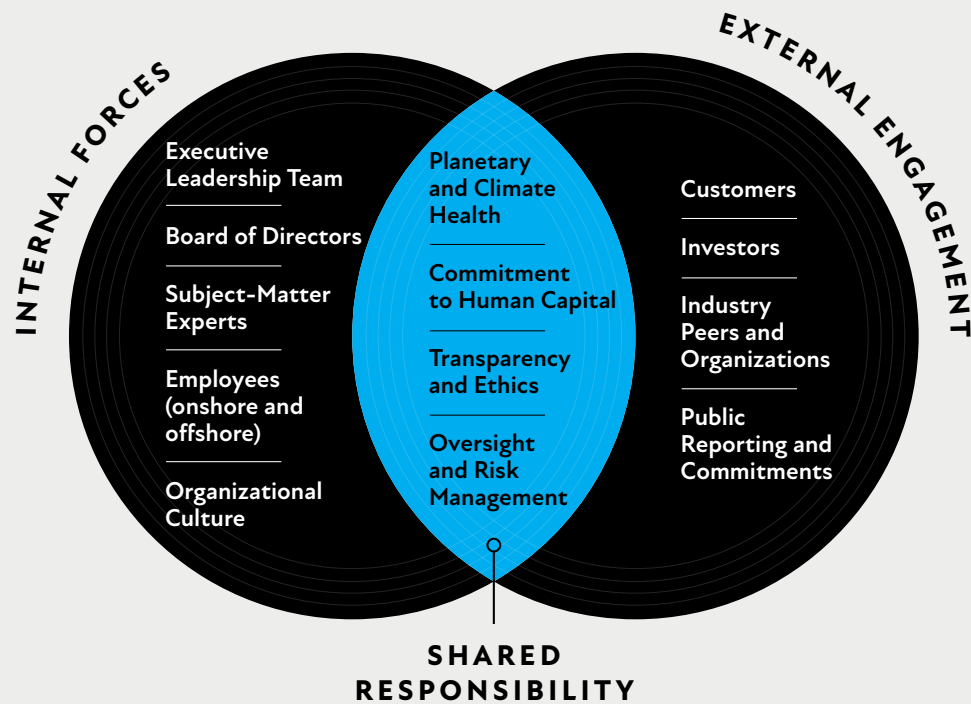 INTERNAL FORCES
Executive
Leadership Team
Board of Directors
Subject-Matter
Experts
Employees
(onshore and
offshore)
Organizational
Culture
Planetary
and Climate
Health
Commitment
to Human Capital
Transparency
and Ethics
Oversight
and Risk
Management
EXTERNAL ENGAGEMENT
Customers
Investors
Industry
Peers and
Organizations
Public
Reporting and
Commitments
SHARED
RESPONSIBILITY